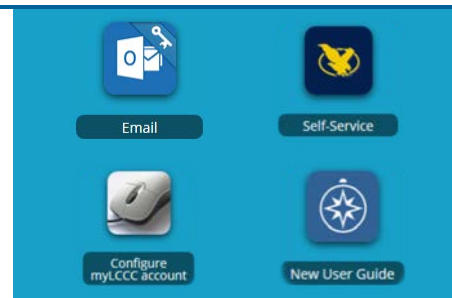 Email
Self-Service
Configure
myLCCC account
New User Guide